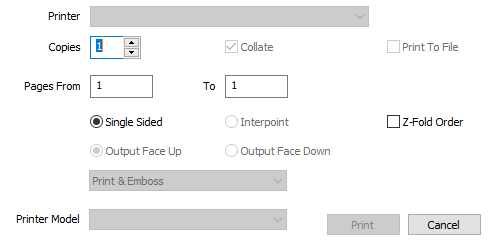 Printer
Copies 1 Collate Print To File
Pages From 1 To 1
Single Sided Interpoint Z-Fold Order
Output Face Up Output Face Down
Print & Emboss
Printer Model Print Cancel